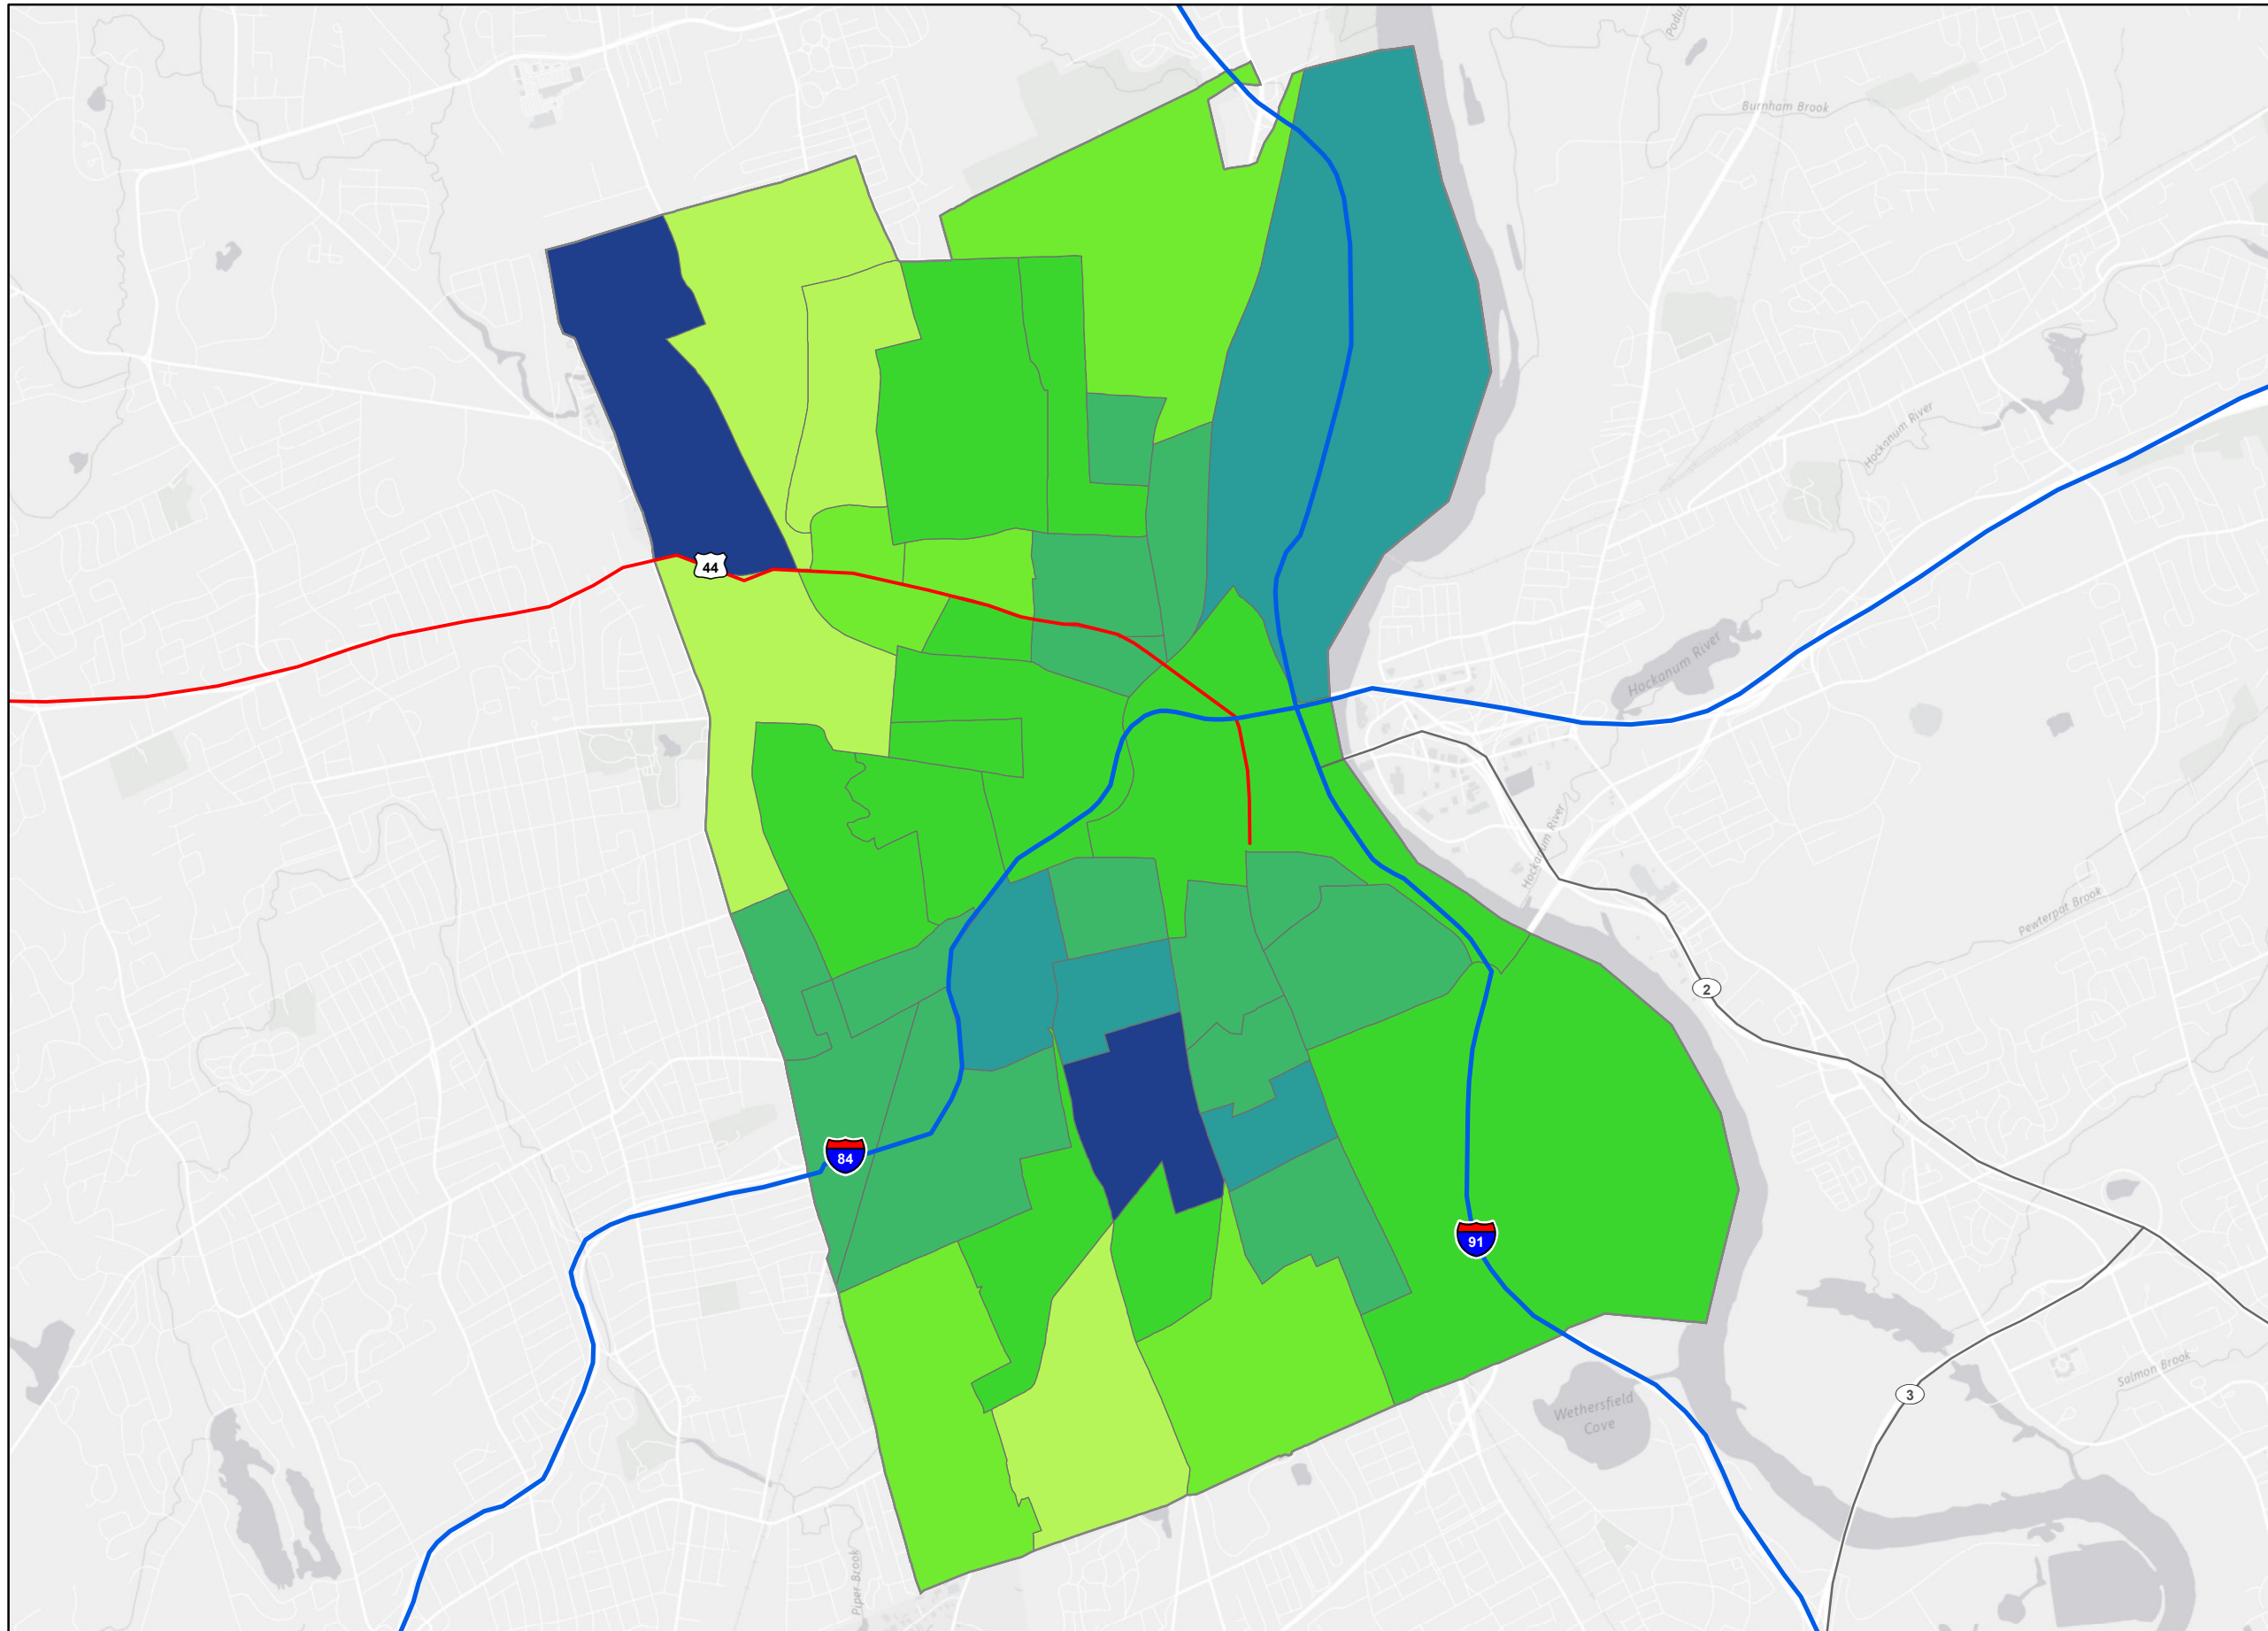 Podun
Burnham Brook
Hockanum River
44
Hockanum River
Hockanum River
Pewterpot Brook
2
84
91
3
Salmon Brook
Wethersfield
Cove
Piper Brook